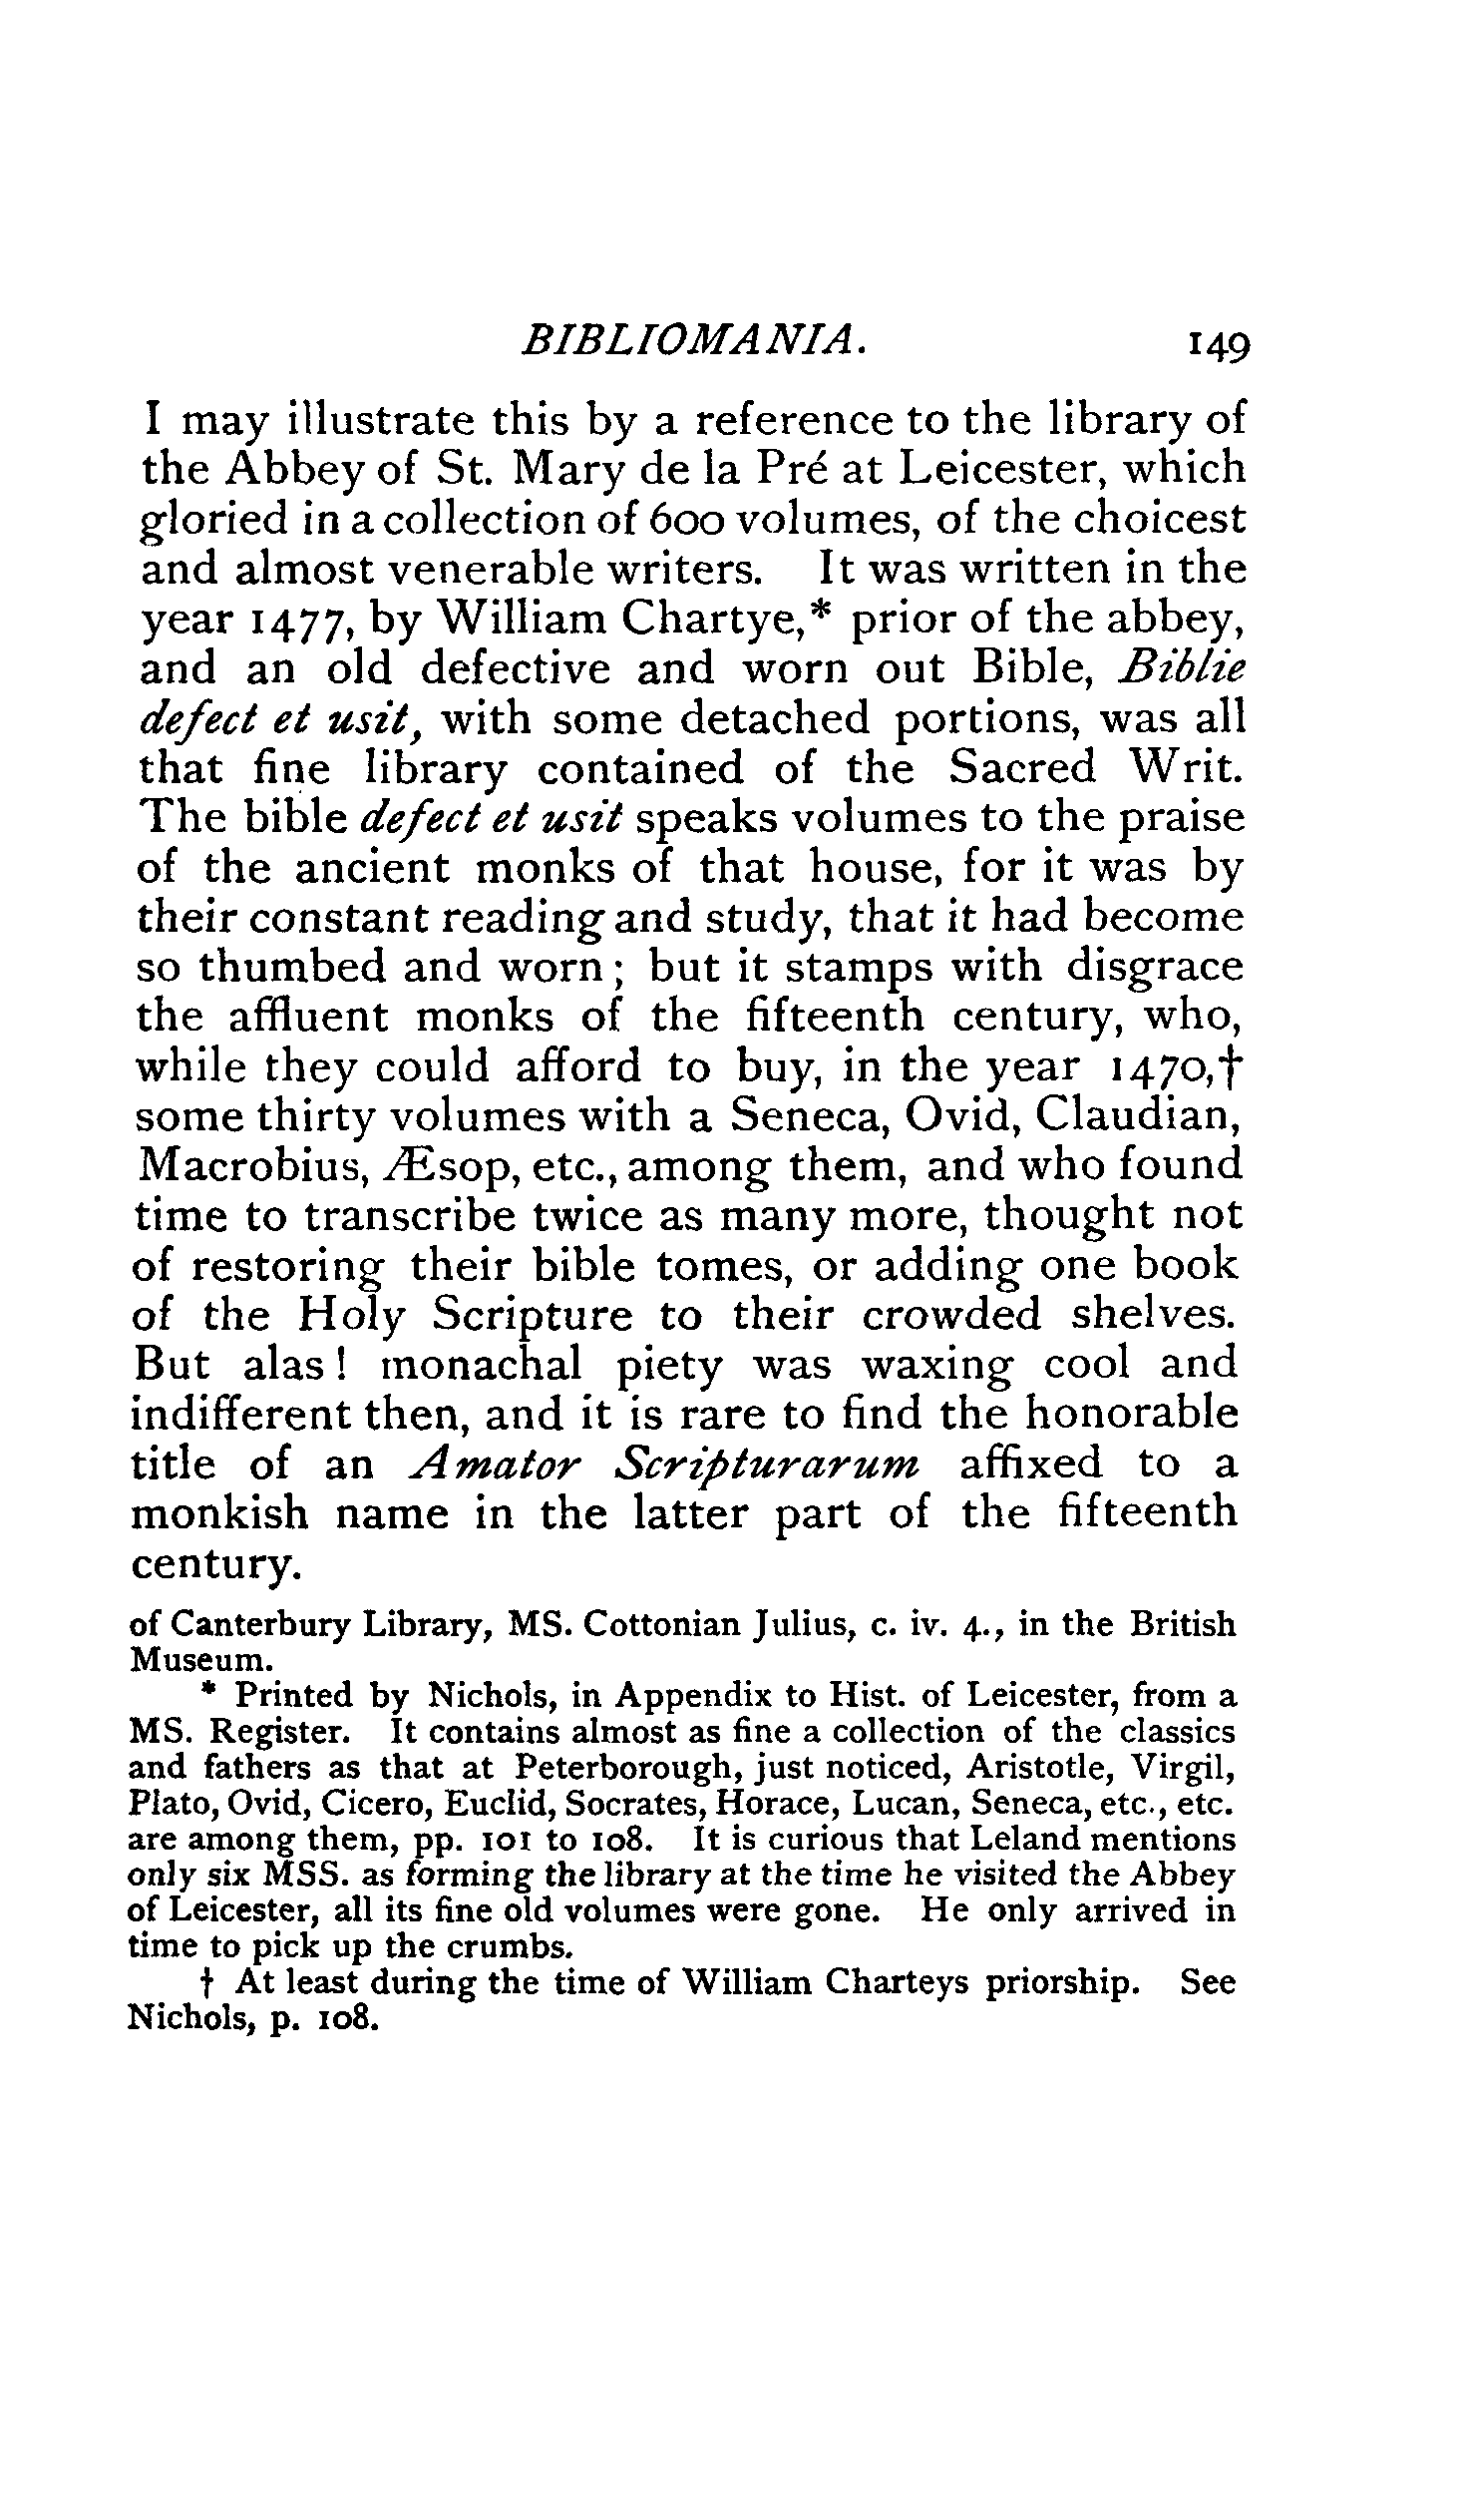 BIBLIOMANIA. 149
I may illustrate this by a reference to the library of
the Abbey of St. Mary de la Pré at Leicester, which
gloried in a collection of 600 volumes, of the choicest
and almost venerable writers. It was written in the
year 1477, by William Chartye,* prior of the abbey,
and an old defective and worn out Bible, Biblie
defect et usit, with some detached portions, was all
that fine library contained of the Sacred Writ.
The bible defect et usit speaks volumes to the praise
of the ancient monks of that house, for it was by
their constant reading and study, that it had become
so thumbed and worn; but it stamps with disgrace
the affluent monks of the fifteenth century, who,
while they could afford to buy, in the year 1470,†
some thirty volumes with a Seneca, Ovid, Claudian,
Macrobius, Æsop, etc., among them, and who found
time to transcribe twice as many more, thought not
of restoring their bible tomes, or adding one book
of the Holy Scripture to their crowded shelves.
But alas! monachal piety was waxing cool and
indifferent then, and it is rare to find the honorable
title of an Amator Scripturarum affixed to a
monkish name in the latter part of the fifteenth
century.
of Canterbury Library, MS. Cottonian Julius, c. iv. 4., in the British
Museum.
* Printed by Nichols, in Appendix to Hist. of Leicester, from a
MS. Register. It contains almost as fine a collection of the classics
and fathers as that at Peterborough, just noticed, Aristotle, Virgil,
Plato, Ovid, Cicero, Euclid, Socrates, Horace, Lucan, Seneca, etc., etc.
are among them, pp. 101 to 108. It is curious that Leland mentions
only six MSS. as forming the library at the time he visited the Abbey
of Leicester, all its fine old volumes were gone. He only arrived in
time to pick up the crumbs.
† At least during the time of William Charteys priorship. See
Nichols, p. 108.